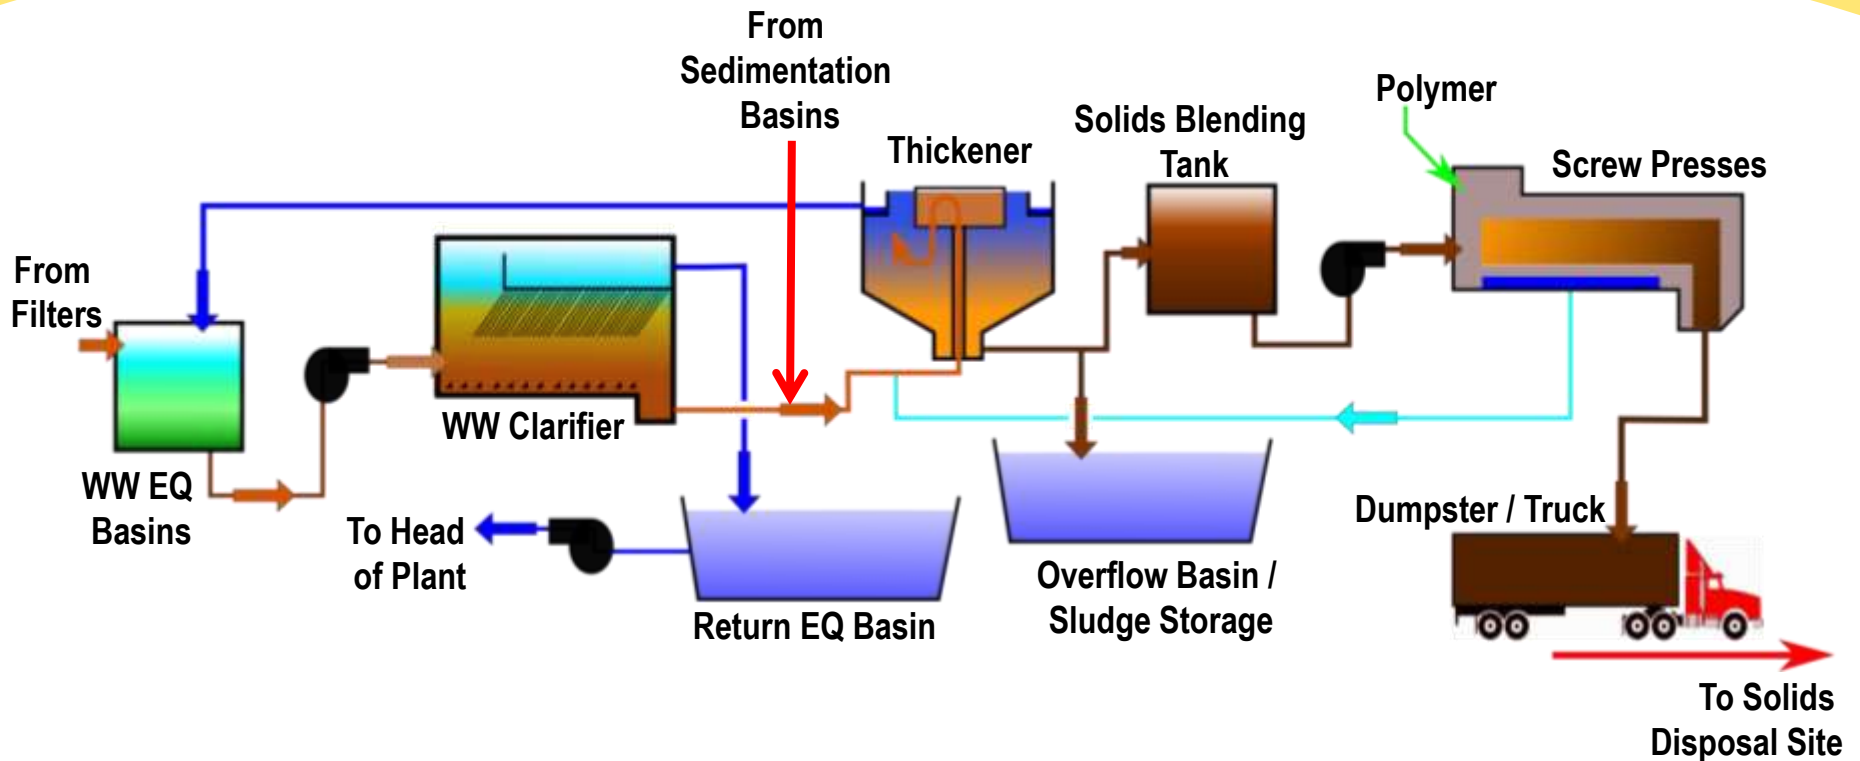 From
Sedimentation
Basins
Polymer
Solids Blending
Tank
Thickener
Screw Presses
From
Filters
WW Clarifier
WW EQ
Basins
To Head
of Plant
Dumpster / Truck
Overflow Basin /
Sludge Storage
Return EQ Basin
To Solids
Disposal Site